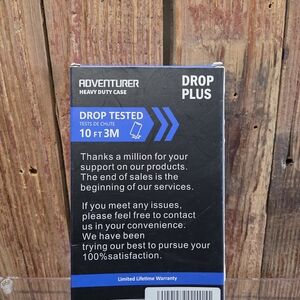 ADVENTURER
HEAVY DUTY CASE
DROP
PLUS
DROP TESTED
TESTS DE CHUTE
10 FT 3M
Thanks a million for your
support on our products.
The end of sales is the
beginning of our services.
If you meet any issues,
please feel free to contact
us in your convenience.
We have been
trying our best to pursue your
100%satisfaction.
Limited Lifetime Warranty